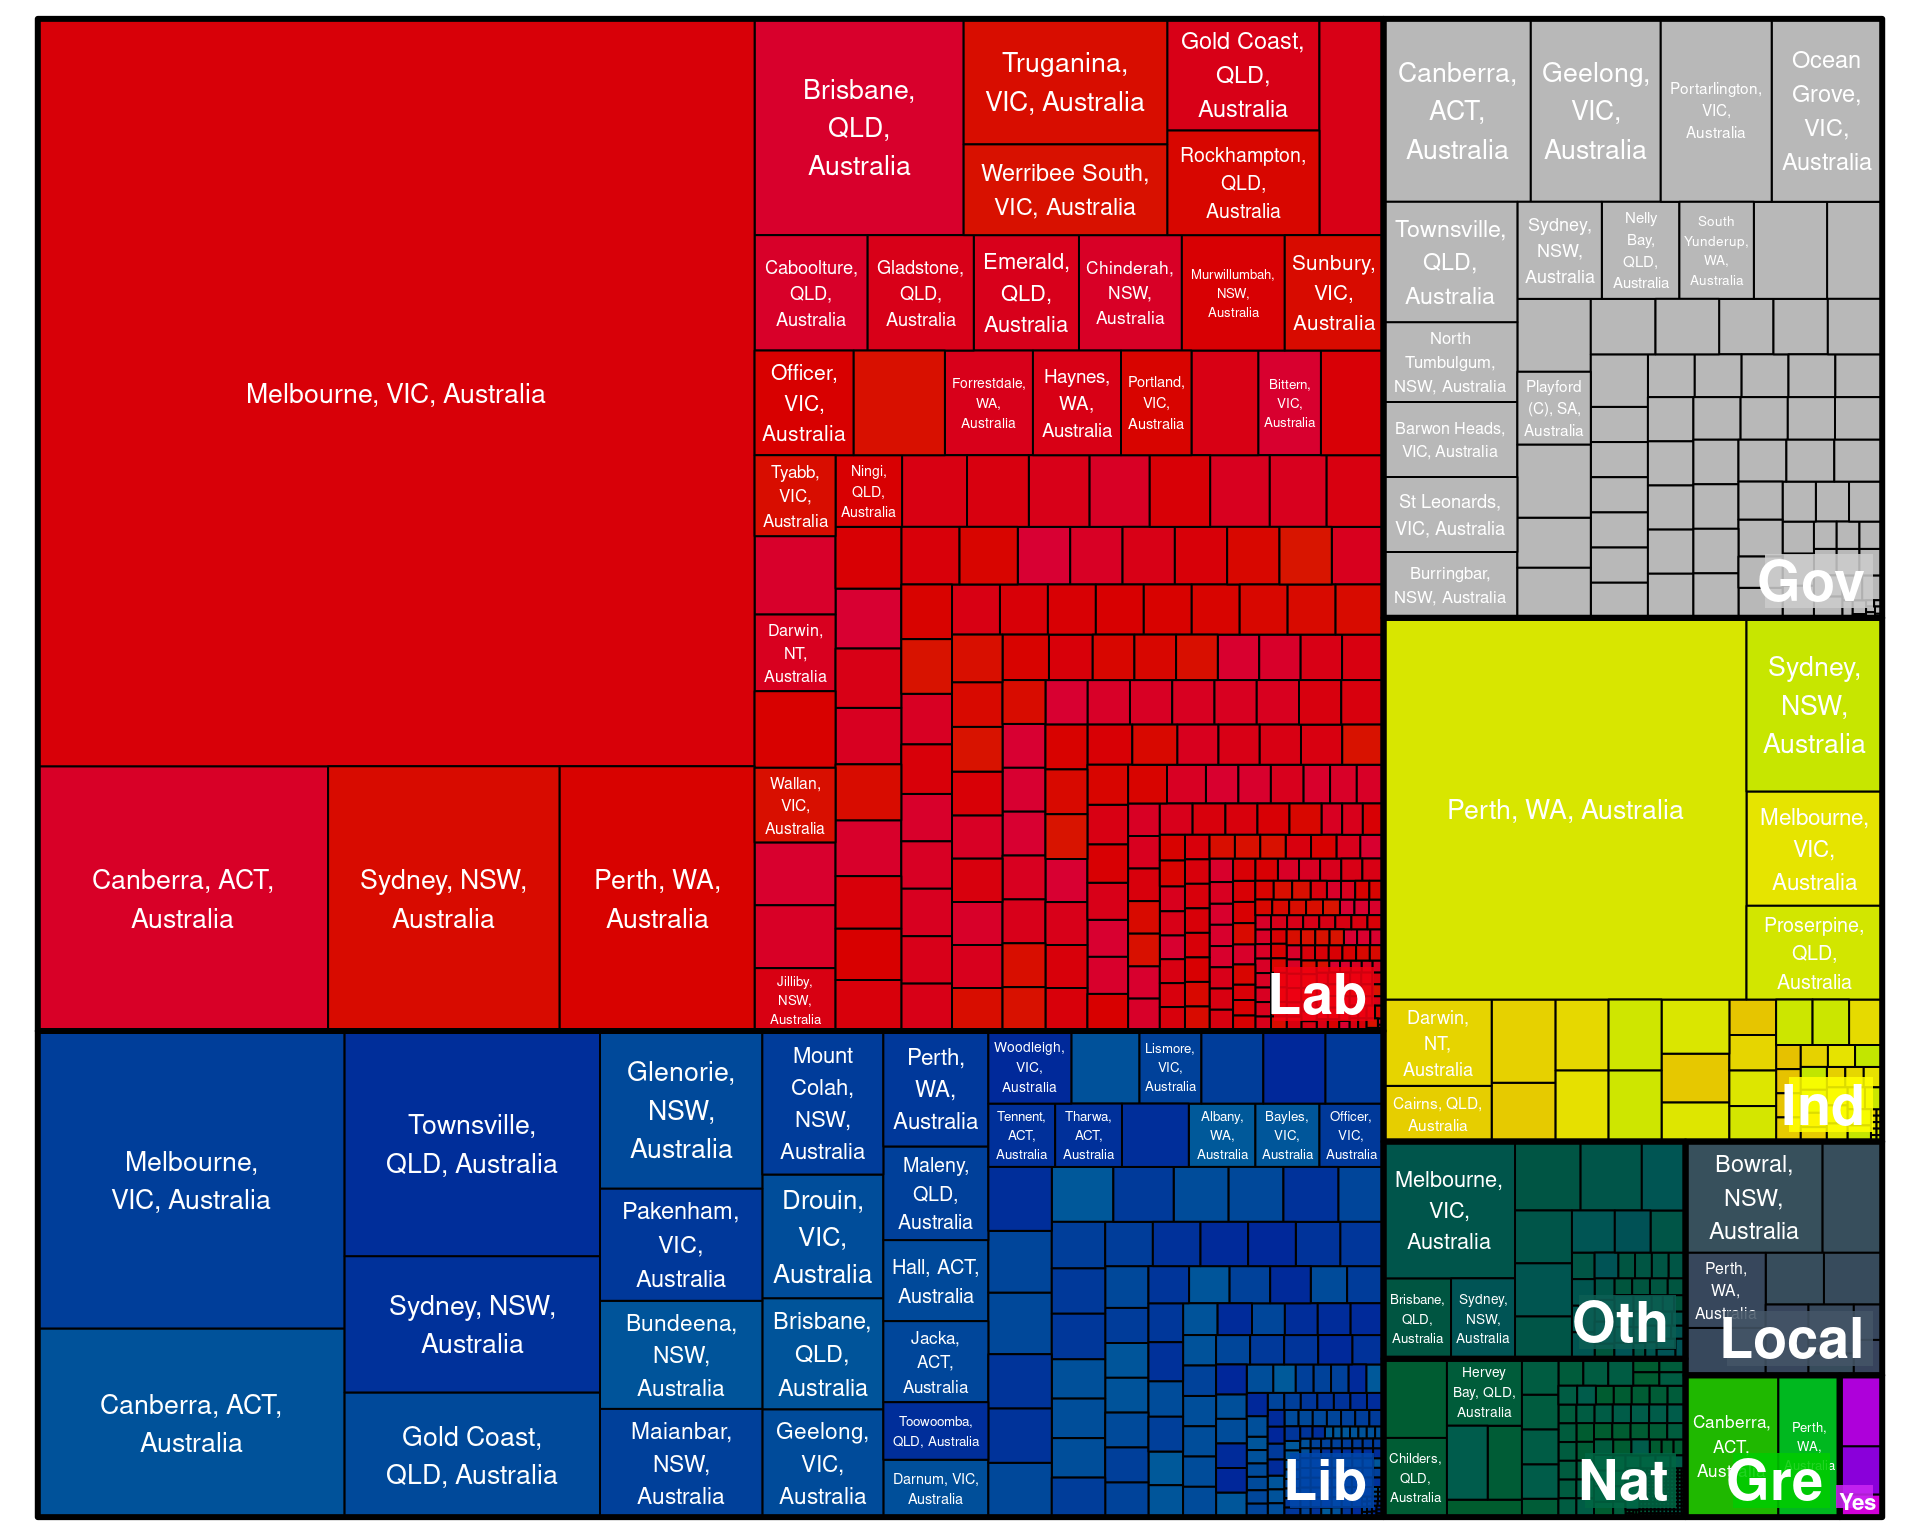 Melbourne, VIC, Australia
Canberra, ACT,
Australia
Sydney, NSW,
Australia
Perth, WA,
Australia
Brisbane,
QLD,
Australia
Truganina,
VIC, Australia
Werribee South,
VIC, Australia
Gold Coast,
QLD,
Australia
Rockhampton,
QLD,
Australia
Caboolture,
QLD,
Australia
Gladstone,
QLD,
Australia
Emerald,
QLD,
Australia
Chinderah,
NSW,
Australia
Murwillumbah,
NSW,
Australia
Sunbury,
VIC,
Australia
Officer,
VIC,
Australia
Forrestdale,
WA,
Australia
Haynes,
WA,
Australia
Portland,
VIC,
Australia
Bittern,
VIC,
Australia
Tyabb,
VIC,
Australia
Ningi,
QLD,
Australia
Darwin,
NT,
Australia
Wallan,
VIC,
Australia
Jilliby,
NSW,
Australia
Lab
Canberra,
ACT,
Australia
Geelong,
VIC,
Australia
Portarlington,
VIC,
Australia
Ocean
Grove,
VIC,
Australia
Townsville,
QLD,
Australia
Sydney,
NSW,
Australia
Nelly
Bay,
QLD,
Australia
South
Yunderup,
WA,
Australia
North
Tumbulgum,
NSW, Australia
Playford
(C), SA,
Australia
Barwon Heads,
VIC, Australia
St Leonards,
VIC, Australia
Burringbar,
NSW, Australia
Gov
Perth, WA, Australia
Sydney,
NSW,
Australia
Melbourne,
VIC,
Australia
Proserpine,
QLD,
Australia
Darwin,
NT,
Australia
Cairns, QLD,
Australia
Ind
Melbourne,
VIC, Australia
Canberra, ACT,
Australia
Townsville,
QLD, Australia
Sydney, NSW,
Australia
Gold Coast,
QLD, Australia
Glenorie,
NSW,
Australia
Pakenham,
VIC,
Australia
Bundeena,
NSW,
Australia
Maianbar,
NSW,
Australia
Mount
Colah,
NSW,
Australia
Drouin,
VIC,
Australia
Brisbane,
QLD,
Australia
Geelong,
VIC,
Australia
Perth,
WA,
Australia
Maleny,
QLD,
Australia
Hall, ACT,
Australia
Jacka,
ACT,
Australia
Toowoomba,
QLD, Australia
Darnum, VIC,
Australia
Woodleigh,
VIC,
Australia
Lismore,
VIC,
Australia
Tennent,
ACT,
Australia
Tharwa,
ACT,
Australia
Albany,
WA,
Australia
Bayles,
VIC,
Australia
Officer,
VIC,
Australia
Lib
Melbourne,
VIC,
Australia
Brisbane,
QLD,
Australia
Sydney,
NSW,
Australia
Oth
Bowral,
NSW,
Australia
Perth,
WA,
Australia
Local
Hervey
Bay, QLD,
Australia
Childers,
QLD,
Australia
Nat
Canberra,
ACT,
Australia
Perth,
WA,
Australia
Gre
Yes